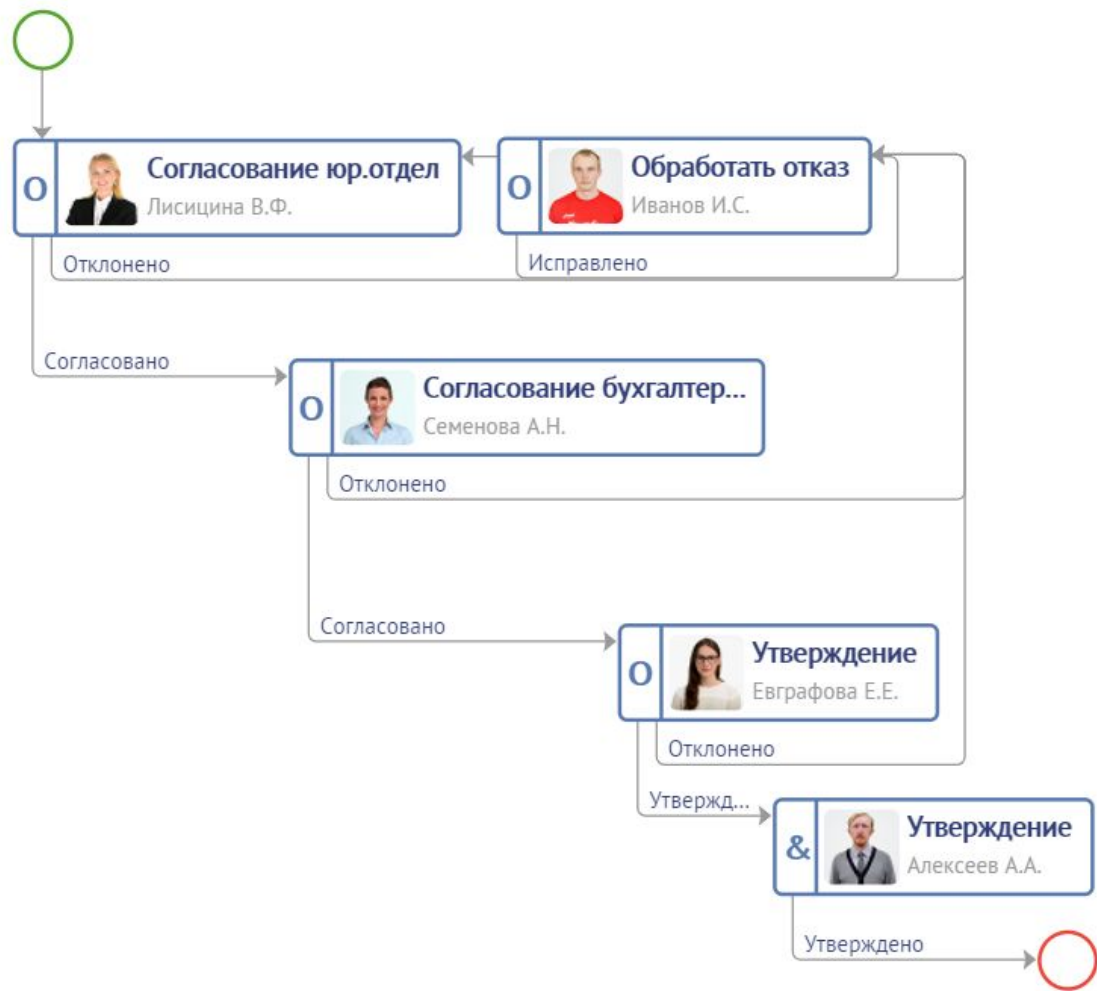 О
Согласование юр.отдел
Лисицина В.Ф.
О
Обработать отказ
Иванов И.С.
Отклонено
Исправлено
Согласовано
О
Согласование бухгалтер...
Семенова А.Н.
Отклонено
Согласовано
О
Утверждение
Евграфова Е.Е.
Отклонено
Утвержд...
&
Утверждение
Алексеев А.А.
Утверждено